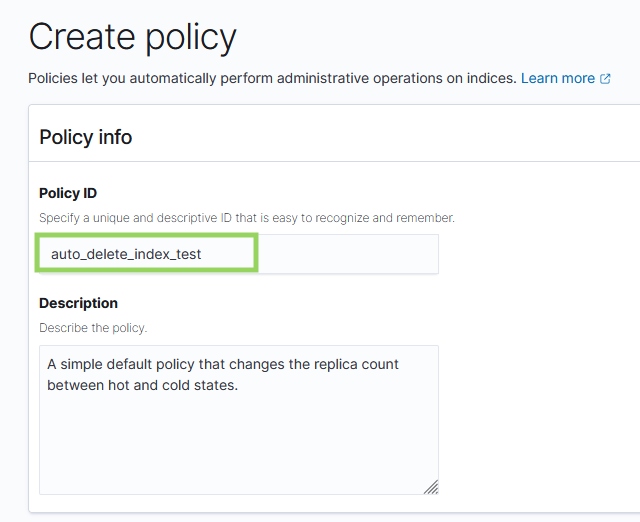 Create policy
Policies let you automatically perform administrative operations on indices. Learn more
Policy info
Policy ID
Specify a unique and descriptive ID that is easy to recognize and remember.
auto_delete_index_test
Description
Describe the policy.
A simple default policy that changes the replica count
between hot and cold states.